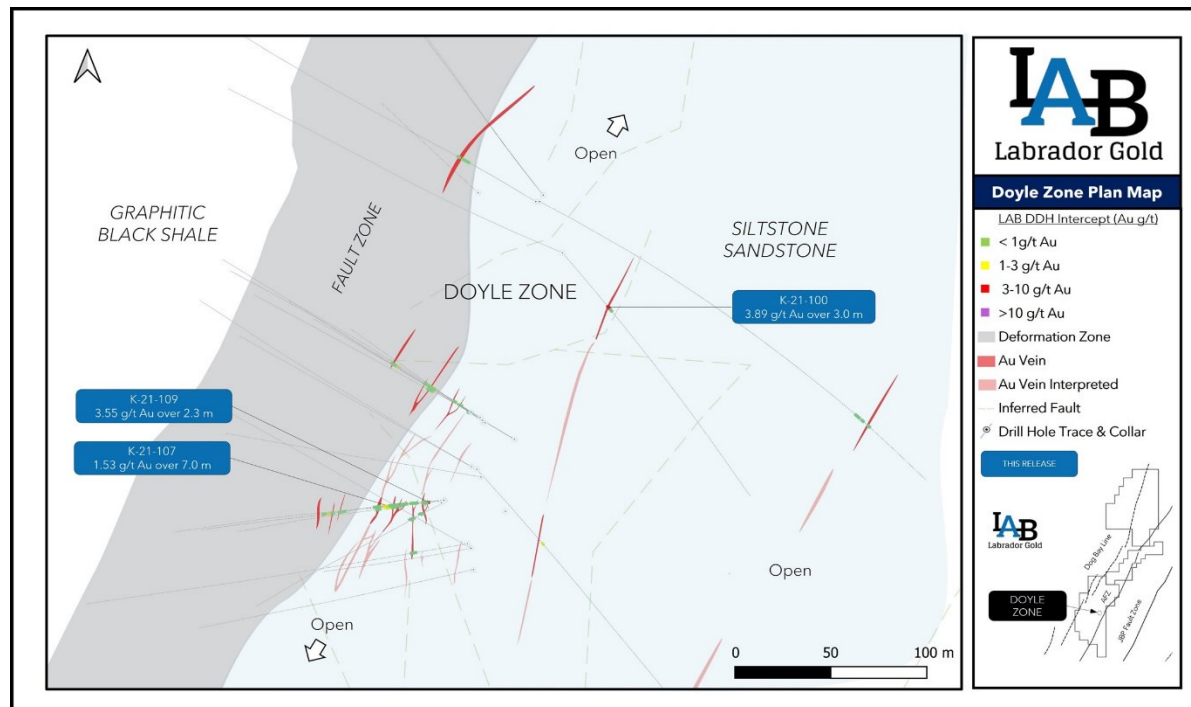 Open
GRAPHITIC
BLACK SHALE
FAULT ZONE
SILTSTONE
SANDSTONE
DOYLE ZONE
K-21-100
3.89 g/t Au over 3.0 m
K-21-109
3.55 g/t Au over 2.3 m
K-21-107
1.53 g/t Au over 7.0 m
Open
Open
0 50 100 m
LAB
Labrador Gold
Doyle Zone Plan Map
LAB DDH Intercept (Au g/t)
< 1g/t Au
1-3 g/t Au
3-10 g/t Au
>10 g/t Au
Deformation Zone
Au Vein
Au Vein Interpreted
Inferred Fault
Drill Hole Trace & Collar
THIS RELEASE
LAB
Labrador Gold
Dog Bay Line
AFZ
JBP Fault Zone
DOYLE
ZONE